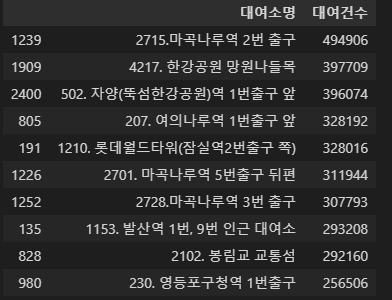 대여소명 대여건수
1239 2715.마곡나루역 2번 출구 494906
1909 4217. 한강공원 망원나들목 397709
2400 502. 자양(뚝섬한강공원)역 1번출구 앞 396074
805 207. 여의나루역 1번출구 앞 328192
191 1210. 롯데월드타워(잠실역2번출구 쪽) 328016
1226 2701. 마곡나루역 5번출구 뒤편 311944
1252 2728.마곡나루역 3번 출구 307793
135 1153. 발산역 1번, 9번 인근 대여소 293208
828 2102. 봉림교 교통섬 292160
980 230. 영등포구청역 1번출구 256506